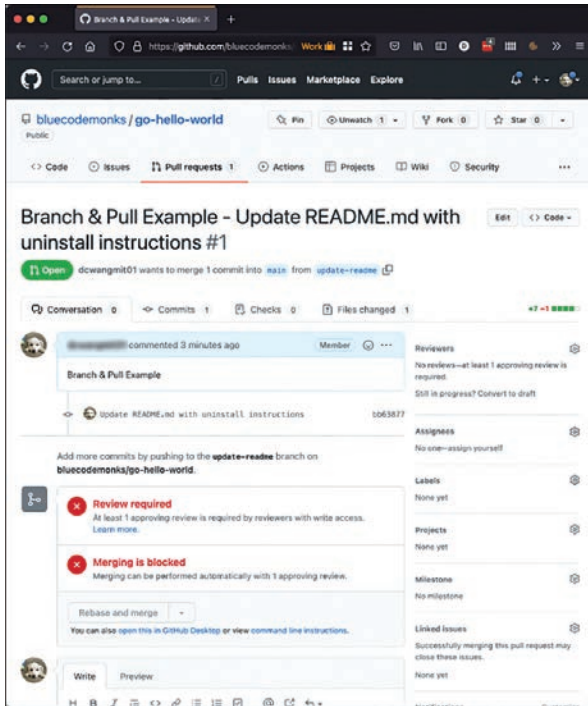 Branch & Pull Example - Updat ×
+
https://github.com/bluecodemonks
Work
Search or jump to...
/
Pulls Issues Marketplace Explore
bluecodemonks / go-hello-world
Pin
Unwatch 1
Fork 0
Star 0
Public
Code
Issues
Pull requests 1
Actions
Projects
Wiki
Security
Branch & Pull Example - Update README.md with
uninstall instructions #1
Edit
<> Code
Open
dcwangmit01 wants to merge 1 commit into main from update-readme
Conversation 0
Commits 1
Checks 0
Files changed 1
+7 −1
commented 3 minutes ago
Member
Branch & Pull Example
Update README.md with uninstall instructions
bb63877
Add more commits by pushing to the update-readme branch on
bluecodemonks/go-hello-world.
Review required
At least 1 approving review is required by reviewers with write access.
Learn more.
Merging is blocked
Merging can be performed automatically with 1 approving review.
Rebase and merge
You can also open this in GitHub Desktop or view command line instructions.
Write
Preview
H B I
Reviewers
No reviews—at least 1 approving review is
required.
Still in progress? Convert to draft
Assignees
No one—assign yourself
Labels
None yet
Projects
None yet
Milestone
No milestone
Linked issues
Successfully merging this pull request may
close these issues.
None yet